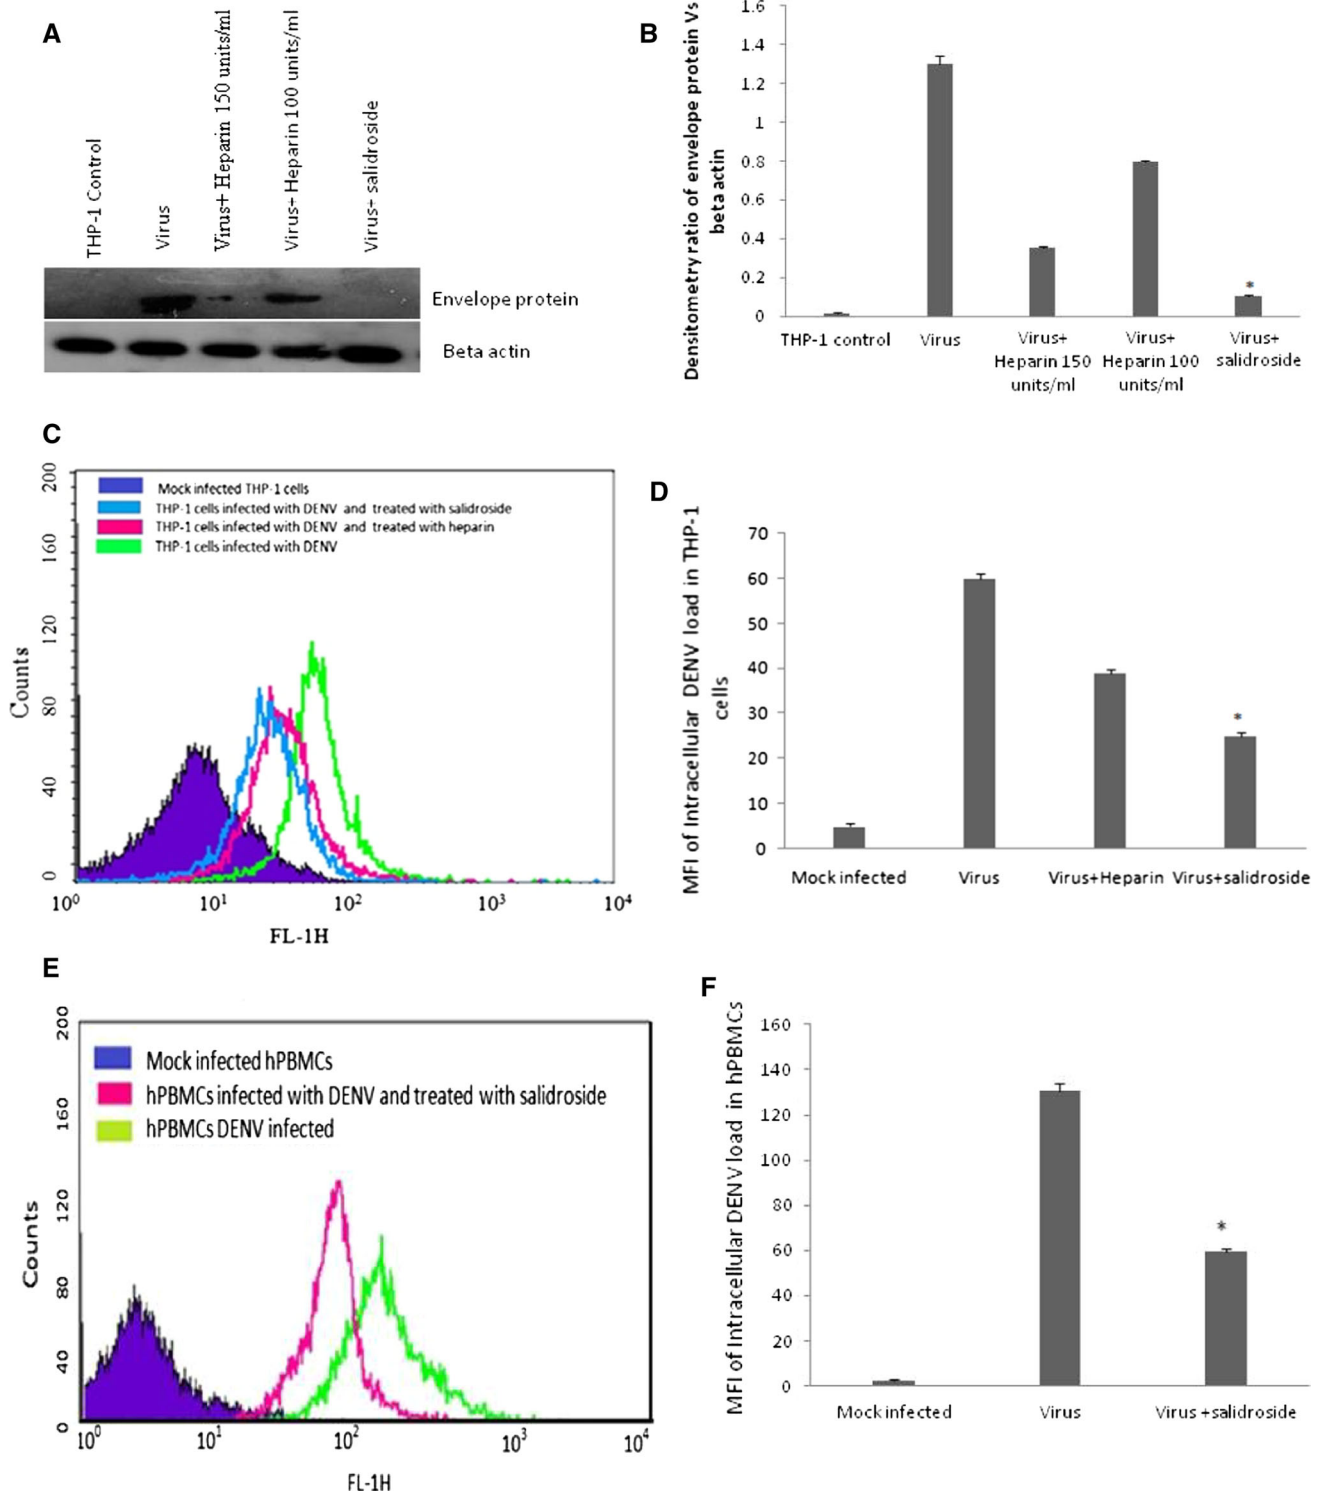 A
THP-1 Control
Virus
Virus+ Heparin 150 units/ml
Virus+ Heparin 100 units/ml
Virus+ salidroside
Envelope protein
Beta actin
B
Densitometry ratio of envelope protein Vs
beta actin
1.6
1.4
1.2
1
0.8
0.6
0.4
0.2
0
*
THP-1 control
Virus
Virus+
Heparin 150
units/ml
Virus+
Heparin 100
units/ml
Virus+
salidroside
C
Counts
200
160
120
80
40
0
Mock infected THP-1 cells
THP-1 cells infected with DENV and treated with salidroside
THP-1 cells infected with DENV and treated with heparin
THP-1 cells infected with DENV
10⁰ 10¹ 10² 10³ 10⁴
FL-1H
D
MFI of Intracellular DENV load in THP-1
cells
70
60
50
40
30
20
10
0
*
Mock infected
Virus
Virus+Heparin
Virus+salidroside
E
Counts
200
160
120
80
40
0
Mock infected hPBMCs
hPBMCs infected with DENV and treated with salidroside
hPBMCs DENV infected
10⁰ 10¹ 10² 10³ 10⁴
FL-1H
F
MFI of Intracellular DENV load in hPBMCs
160
140
120
100
80
60
40
20
0
*
Mock infected
Virus
Virus +salidroside